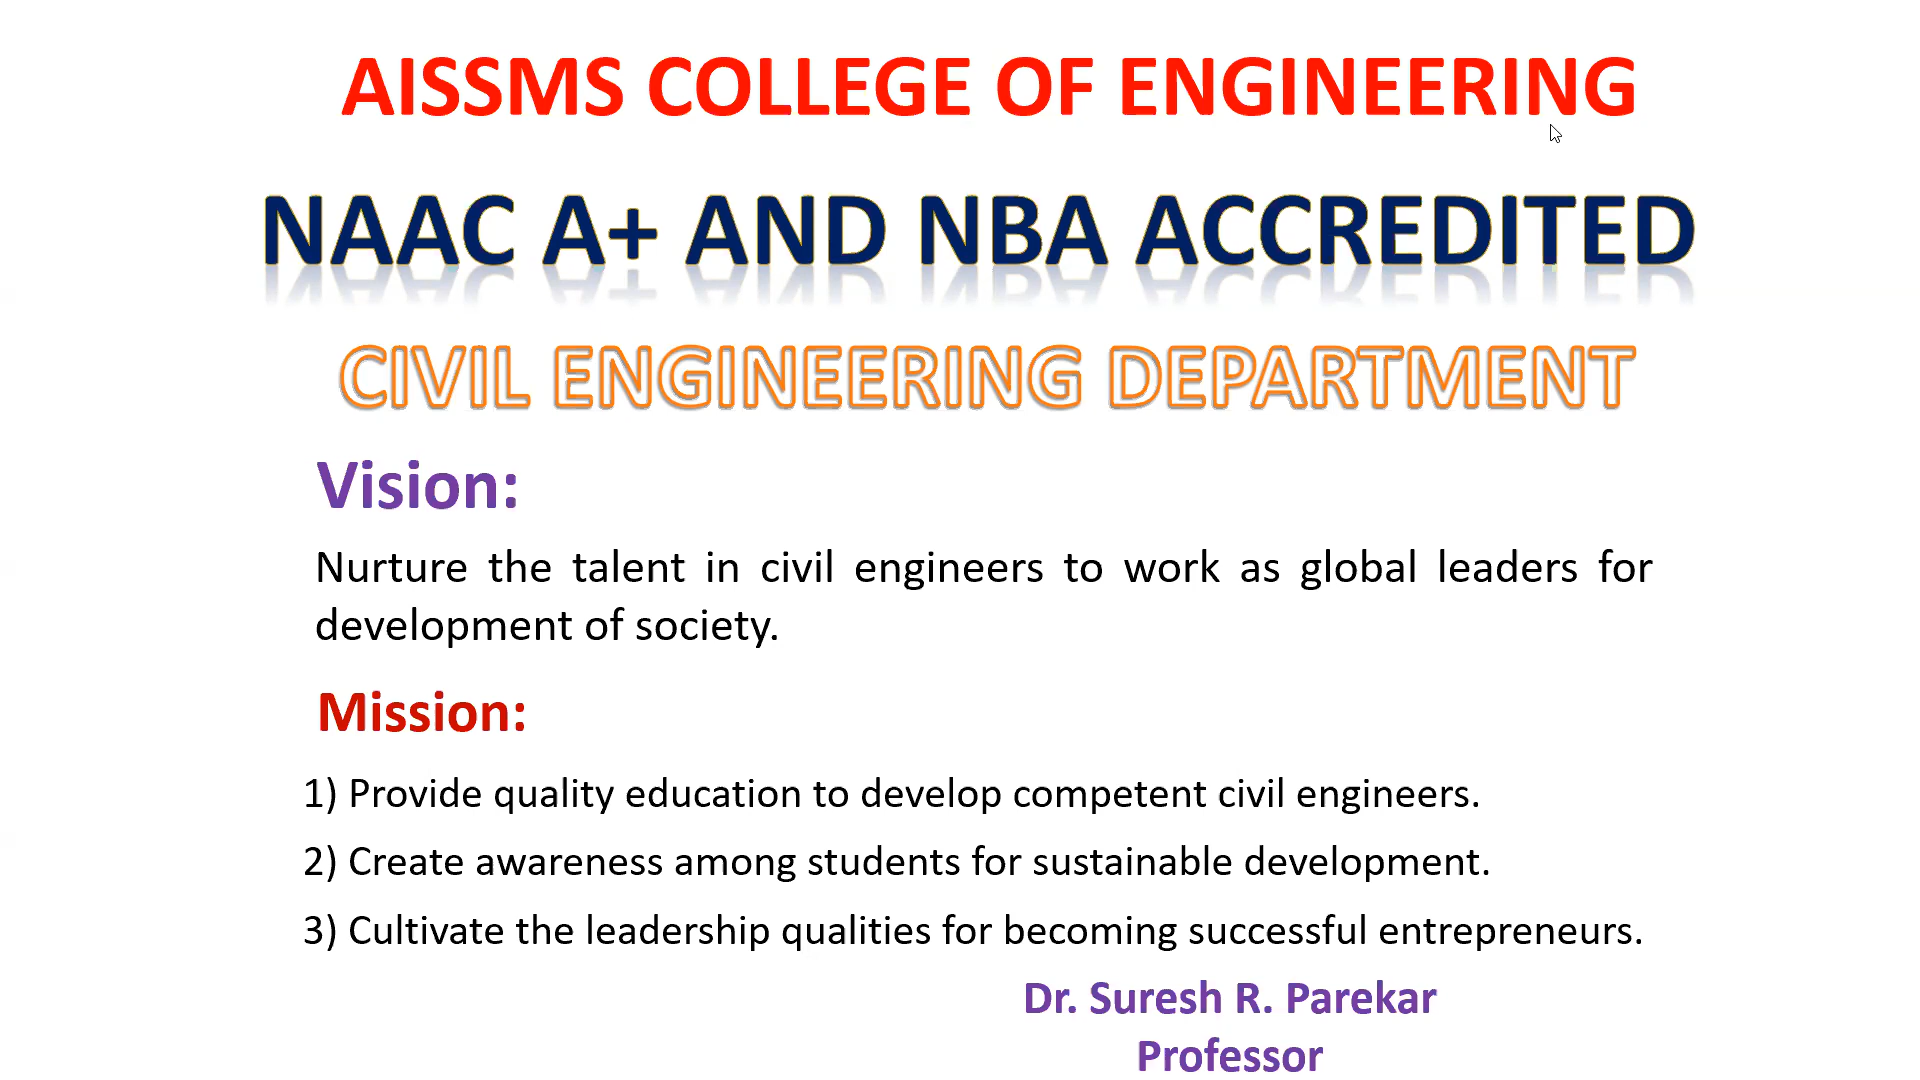 AISSMS COLLEGE OF ENGINEERING
NAAC A+ AND NBA ACCREDITED
CIVIL ENGINEERING DEPARTMENT
Vision:
Nurture the talent in civil engineers to work as global leaders for
development of society.
Mission:
1) Provide quality education to develop competent civil engineers.
2) Create awareness among students for sustainable development.
3) Cultivate the leadership qualities for becoming successful entrepreneurs.
Dr. Suresh R. Parekar
Professor